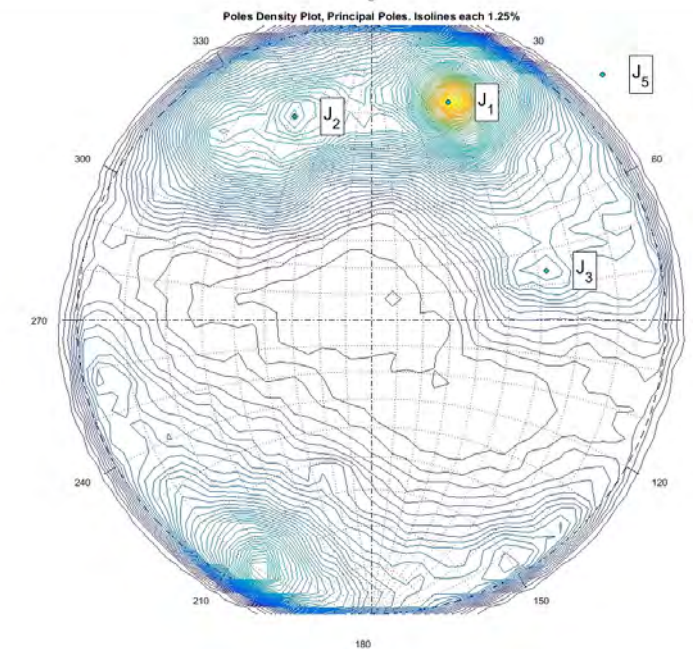 Poles Density Plot, Principal Poles. Isolines each 1.25%
330
30
J5
J2
J1
300
60
J3
270
240
120
210
150
180